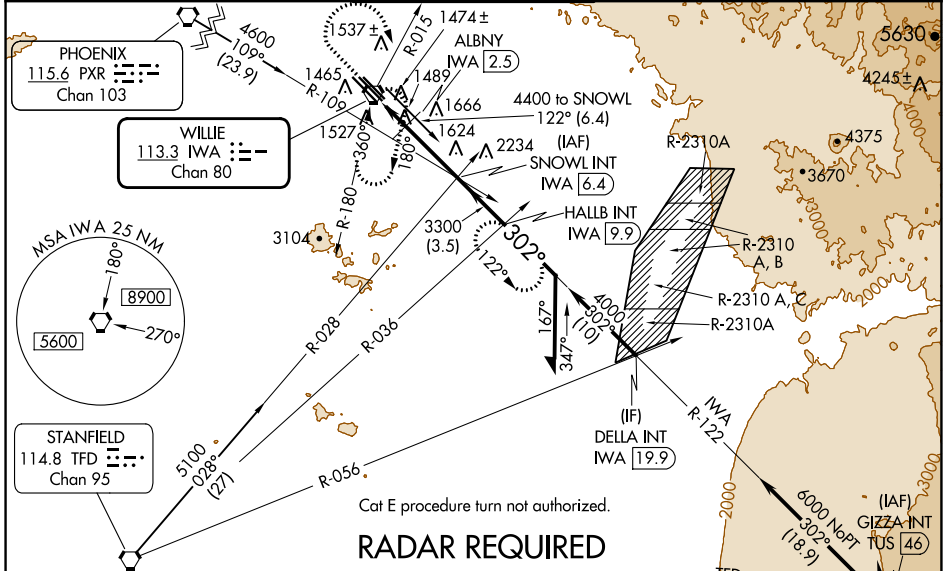 4600
109°
(23.9)
R-109
1537 ±
R-015
1474 ±
ALBNY
IWA 2.5
5630
4245 ±
4000
PHOENIX
115.6 PXR
Chan 103
1465
1489
1666
4400 to SNOWL
122° (6.4)
WILLIE
113.3 IWA
Chan 80
1527
360°
180°
1624
2234
(IAF)
SNOWL INT
IWA 6.4
R-2310A
4375
3670
3000
R-180
3104
3300
(3.5)
HALLB INT
IWA 9.9
302°
122°
R-2310
A, B
MSA IWA 25 NM
180°
8900
5600
270°
R-028
R-036
4000
302°
(10)
167°
347°
R-2310 A, C
R-2310A
(IF)
DELLA INT
IWA 19.9
IWA
R-122
STANFIELD
114.8 TFD
Chan 95
5100
028°
(27)
R-056
Cat E procedure turn not authorized.
RADAR REQUIRED
2000
3000
6000 NoPT
302°
(18.9)
(IAF)
GIZZA INT
TUS 46